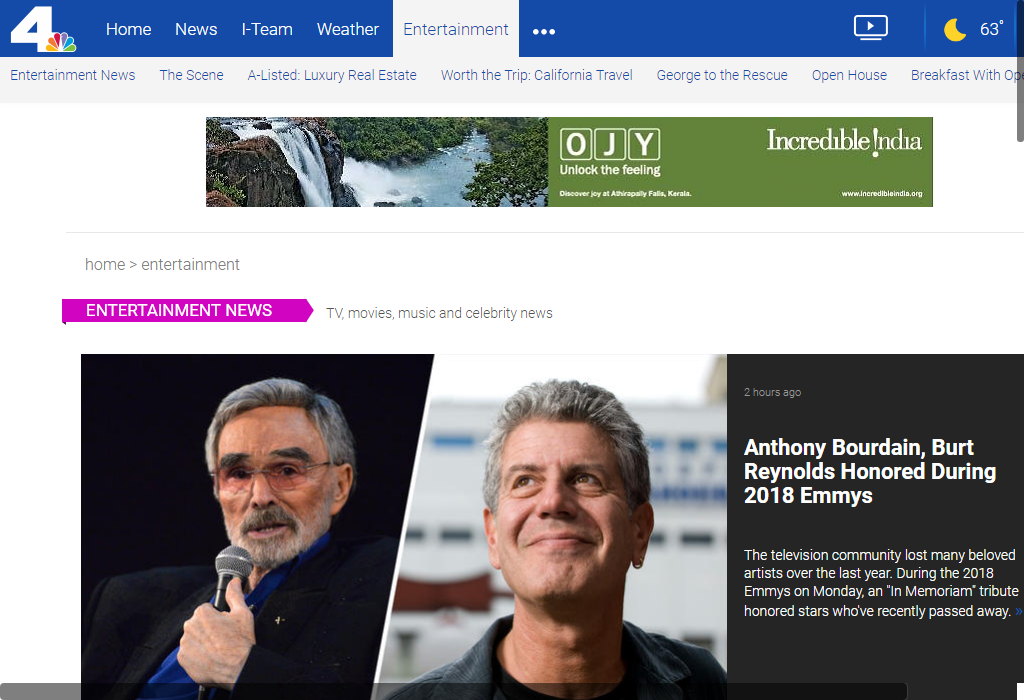 4
Home News I-Team Weather Entertainment ••• 63°
Entertainment News The Scene A-Listed: Luxury Real Estate Worth the Trip: California Travel George to the Rescue Open House Breakfast With Ope
OJY
Unlock the feeling
Discover joy at Athirapally Falls, Kerala.
Incredible !ndia
www.incredibleindia.org
home > entertainment
ENTERTAINMENT NEWS
TV, movies, music and celebrity news
2 hours ago
Anthony Bourdain, Burt
Reynolds Honored During
2018 Emmys
The television community lost many beloved
artists over the last year. During the 2018
Emmys on Monday, an "In Memoriam" tribute
honored stars who've recently passed away. »